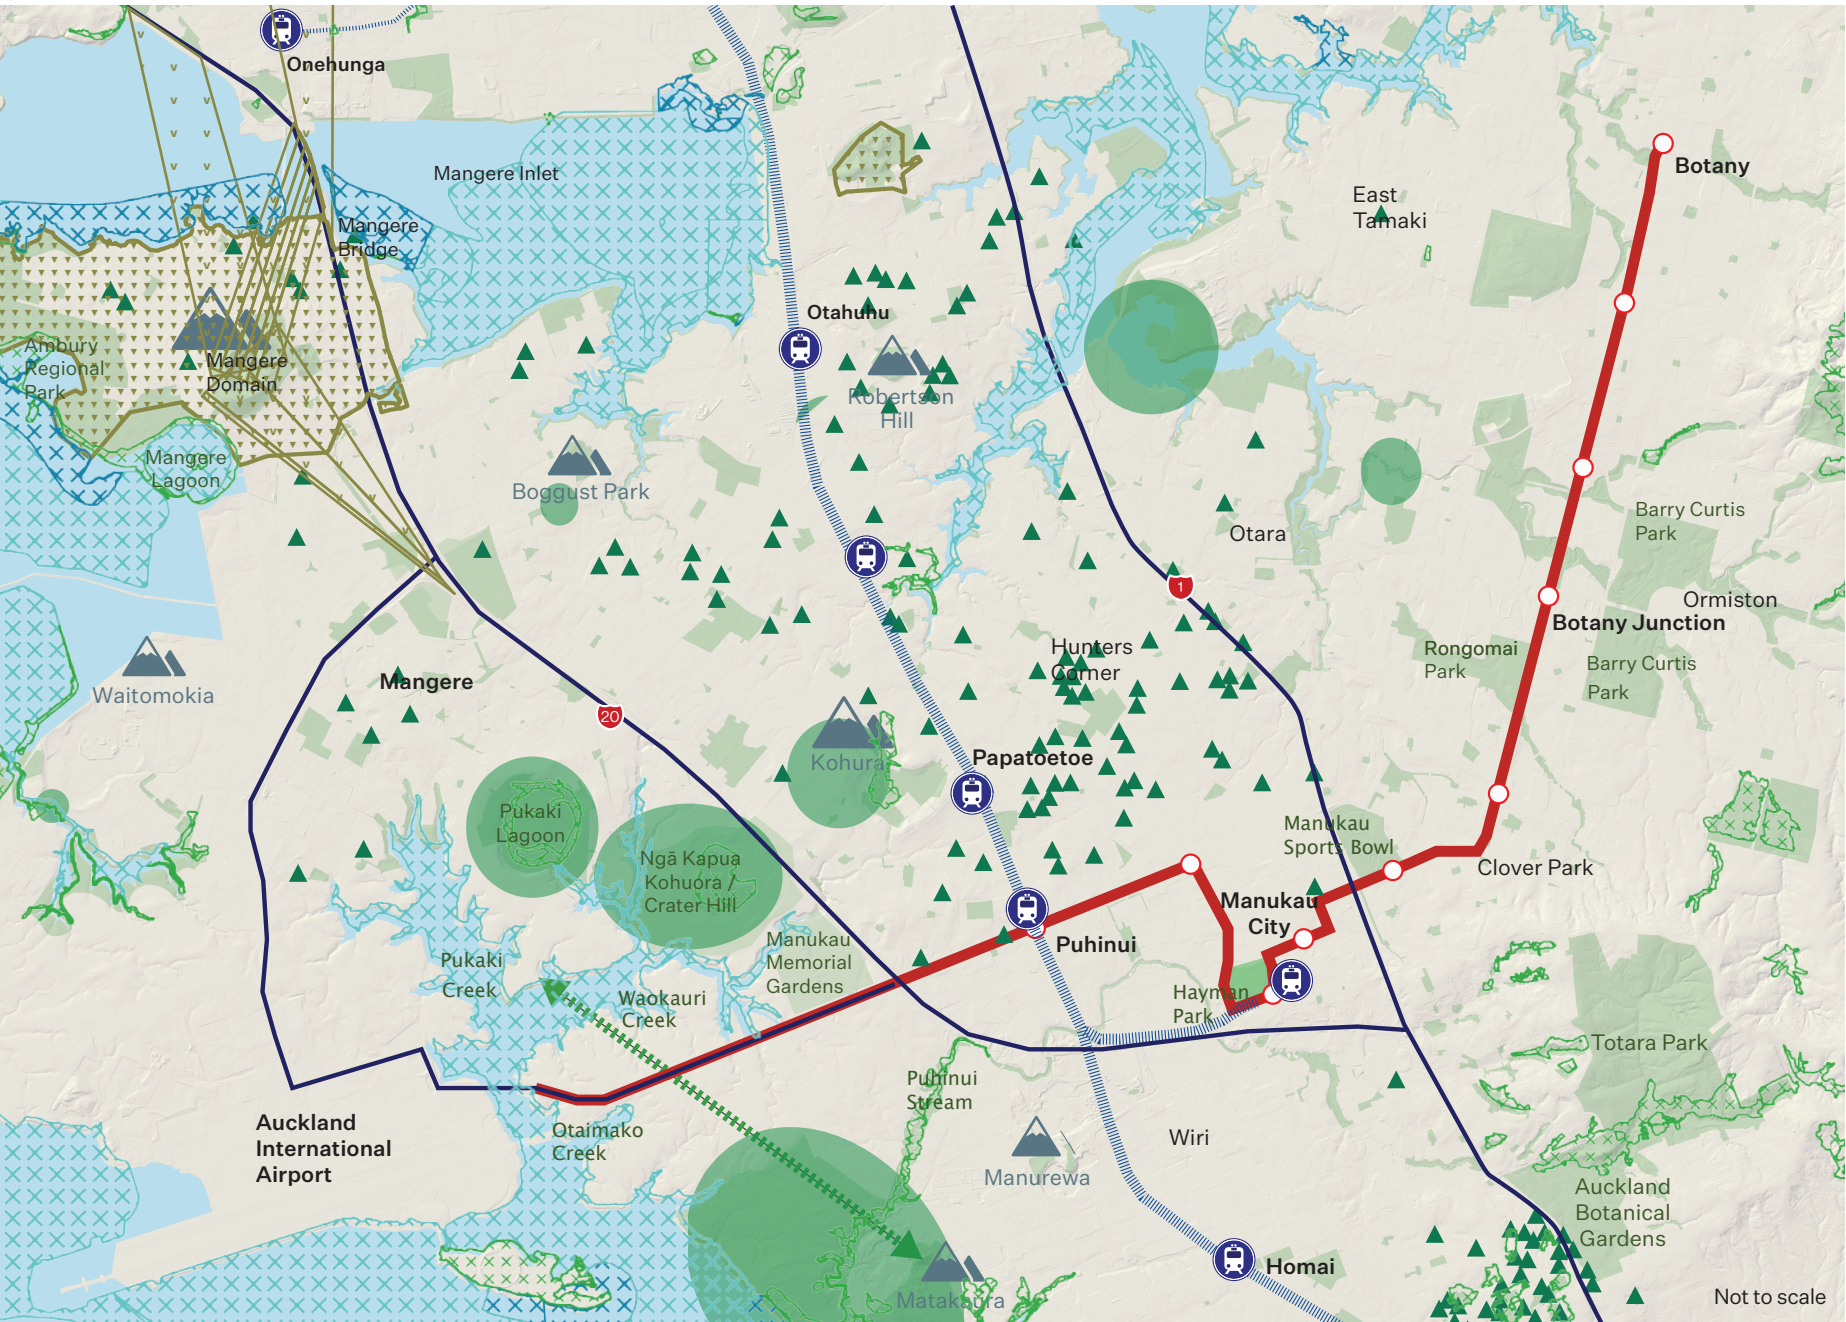 Onehunga
Mangere Inlet
Botany
East
Tamaki
Mangere
Bridge
Otahuhu
Ambury
Regional
Park
Mangere
Domain
Robertson
Hill
Mangere
Lagoon
Boggust Park
Barry Curtis
Park
Otara
1
Ormiston
Botany Junction
Hunters
Corner
Rongomai
Park
Barry Curtis
Park
Waitomokia
Mangere
20
Kohura
Papatoetoe
Pukaki
Lagoon
Manukau
Sports Bowl
Clover Park
Ngā Kapua
Kohuora /
Crater Hill
Manukau
City
Puhinui
Manukau
Memorial
Gardens
Pukaki
Creek
Waokauri
Creek
Hayman
Park
Totara Park
Puhinui
Stream
Auckland
International
Airport
Otaimako
Creek
Wiri
Manurewa
Auckland
Botanical
Gardens
Homai
Matakaura
Not to scale